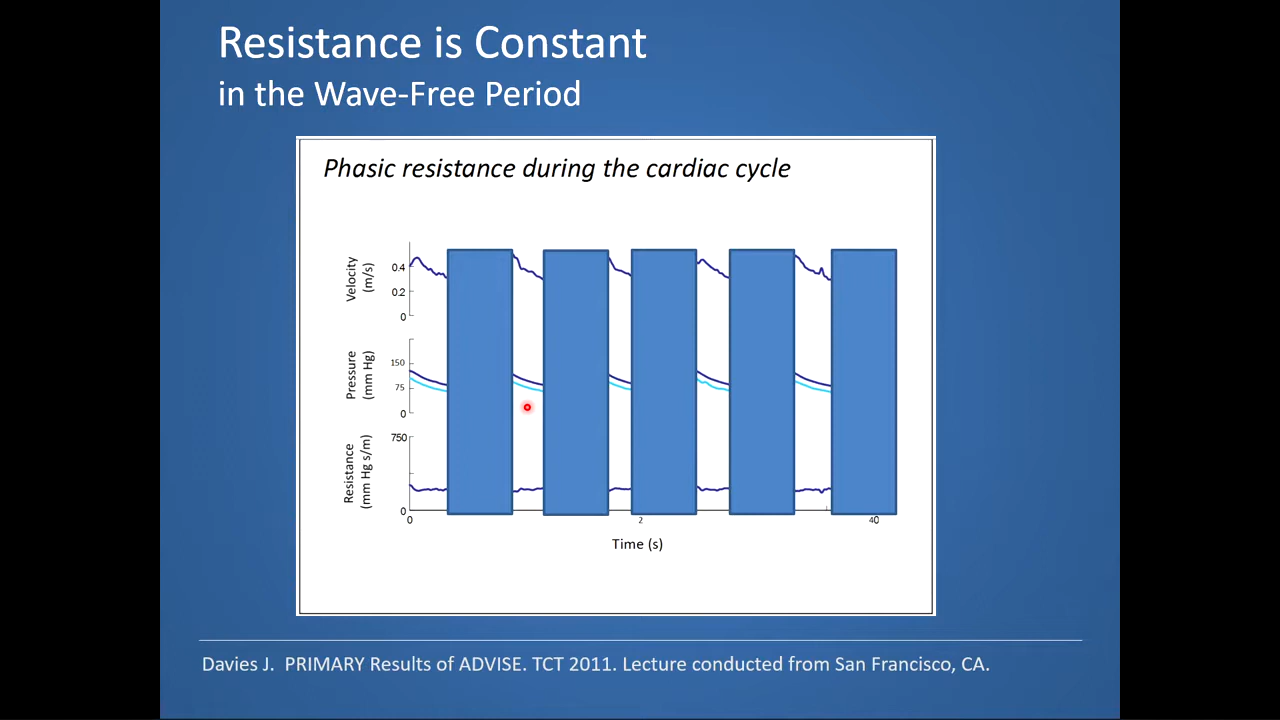 Resistance is Constant
in the Wave-Free Period
Phasic resistance during the cardiac cycle
Velocity
(m/s)
0.4
0.2
0
Pressure
(mm Hg)
150
75
0
Resistance
(mm Hg s/m)
750
0
0
2
40
Time (s)
Davies J. PRIMARY Results of ADVISE. TCT 2011. Lecture conducted from San Francisco, CA.